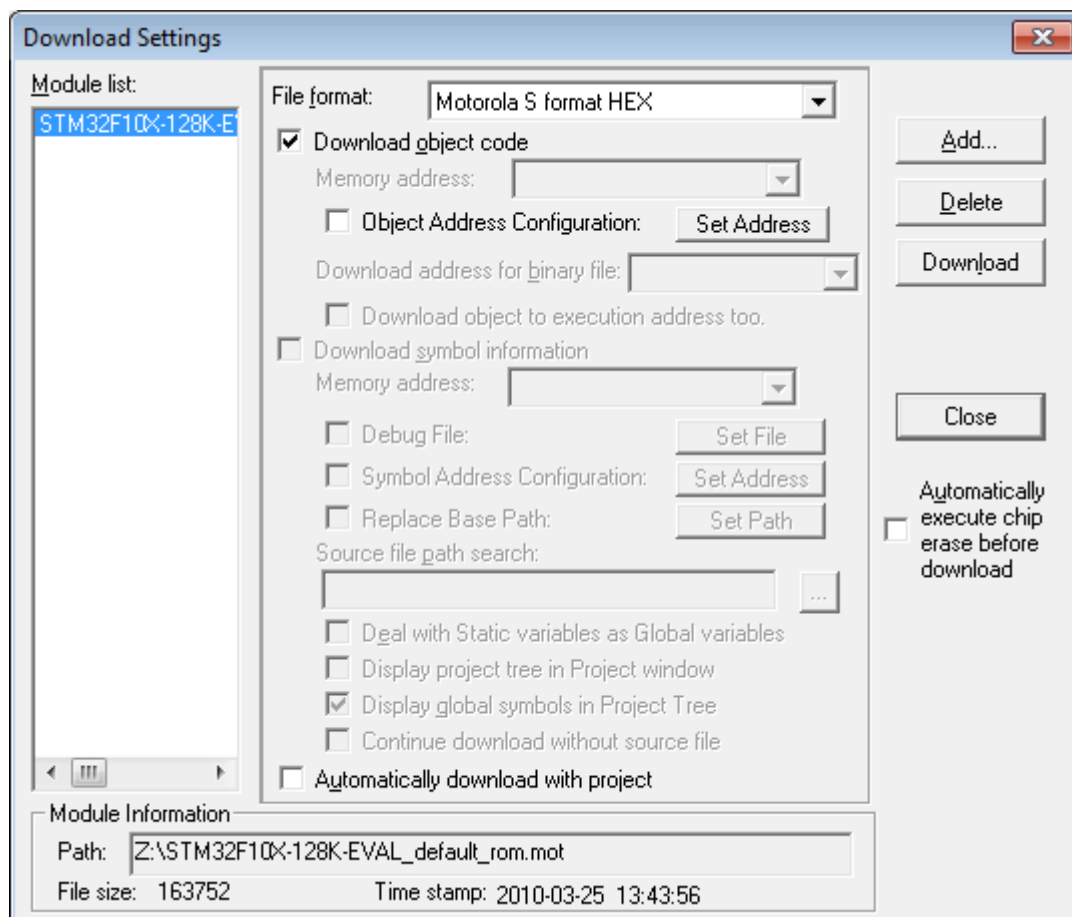 Download Settings
Module list:
STM32F10X-128K-E
File format: Motorola S format HEX
Download object code
Memory address:
Object Address Configuration: Set Address
Download address for binary file:
Download object to execution address too.
Download symbol information
Memory address:
Debug File: Set File
Symbol Address Configuration: Set Address
Replace Base Path: Set Path
Source file path search:
...
Deal with Static variables as Global variables
Display project tree in Project window
Display global symbols in Project Tree
Continue download without source file
Automatically download with project
Add...
Delete
Download
Close
Automatically
execute chip
erase before
download
Module Information
Path: Z:\STM32F10X-128K-EVAL_default_rom.mot
File size: 163752 Time stamp: 2010-03-25 13:43:56